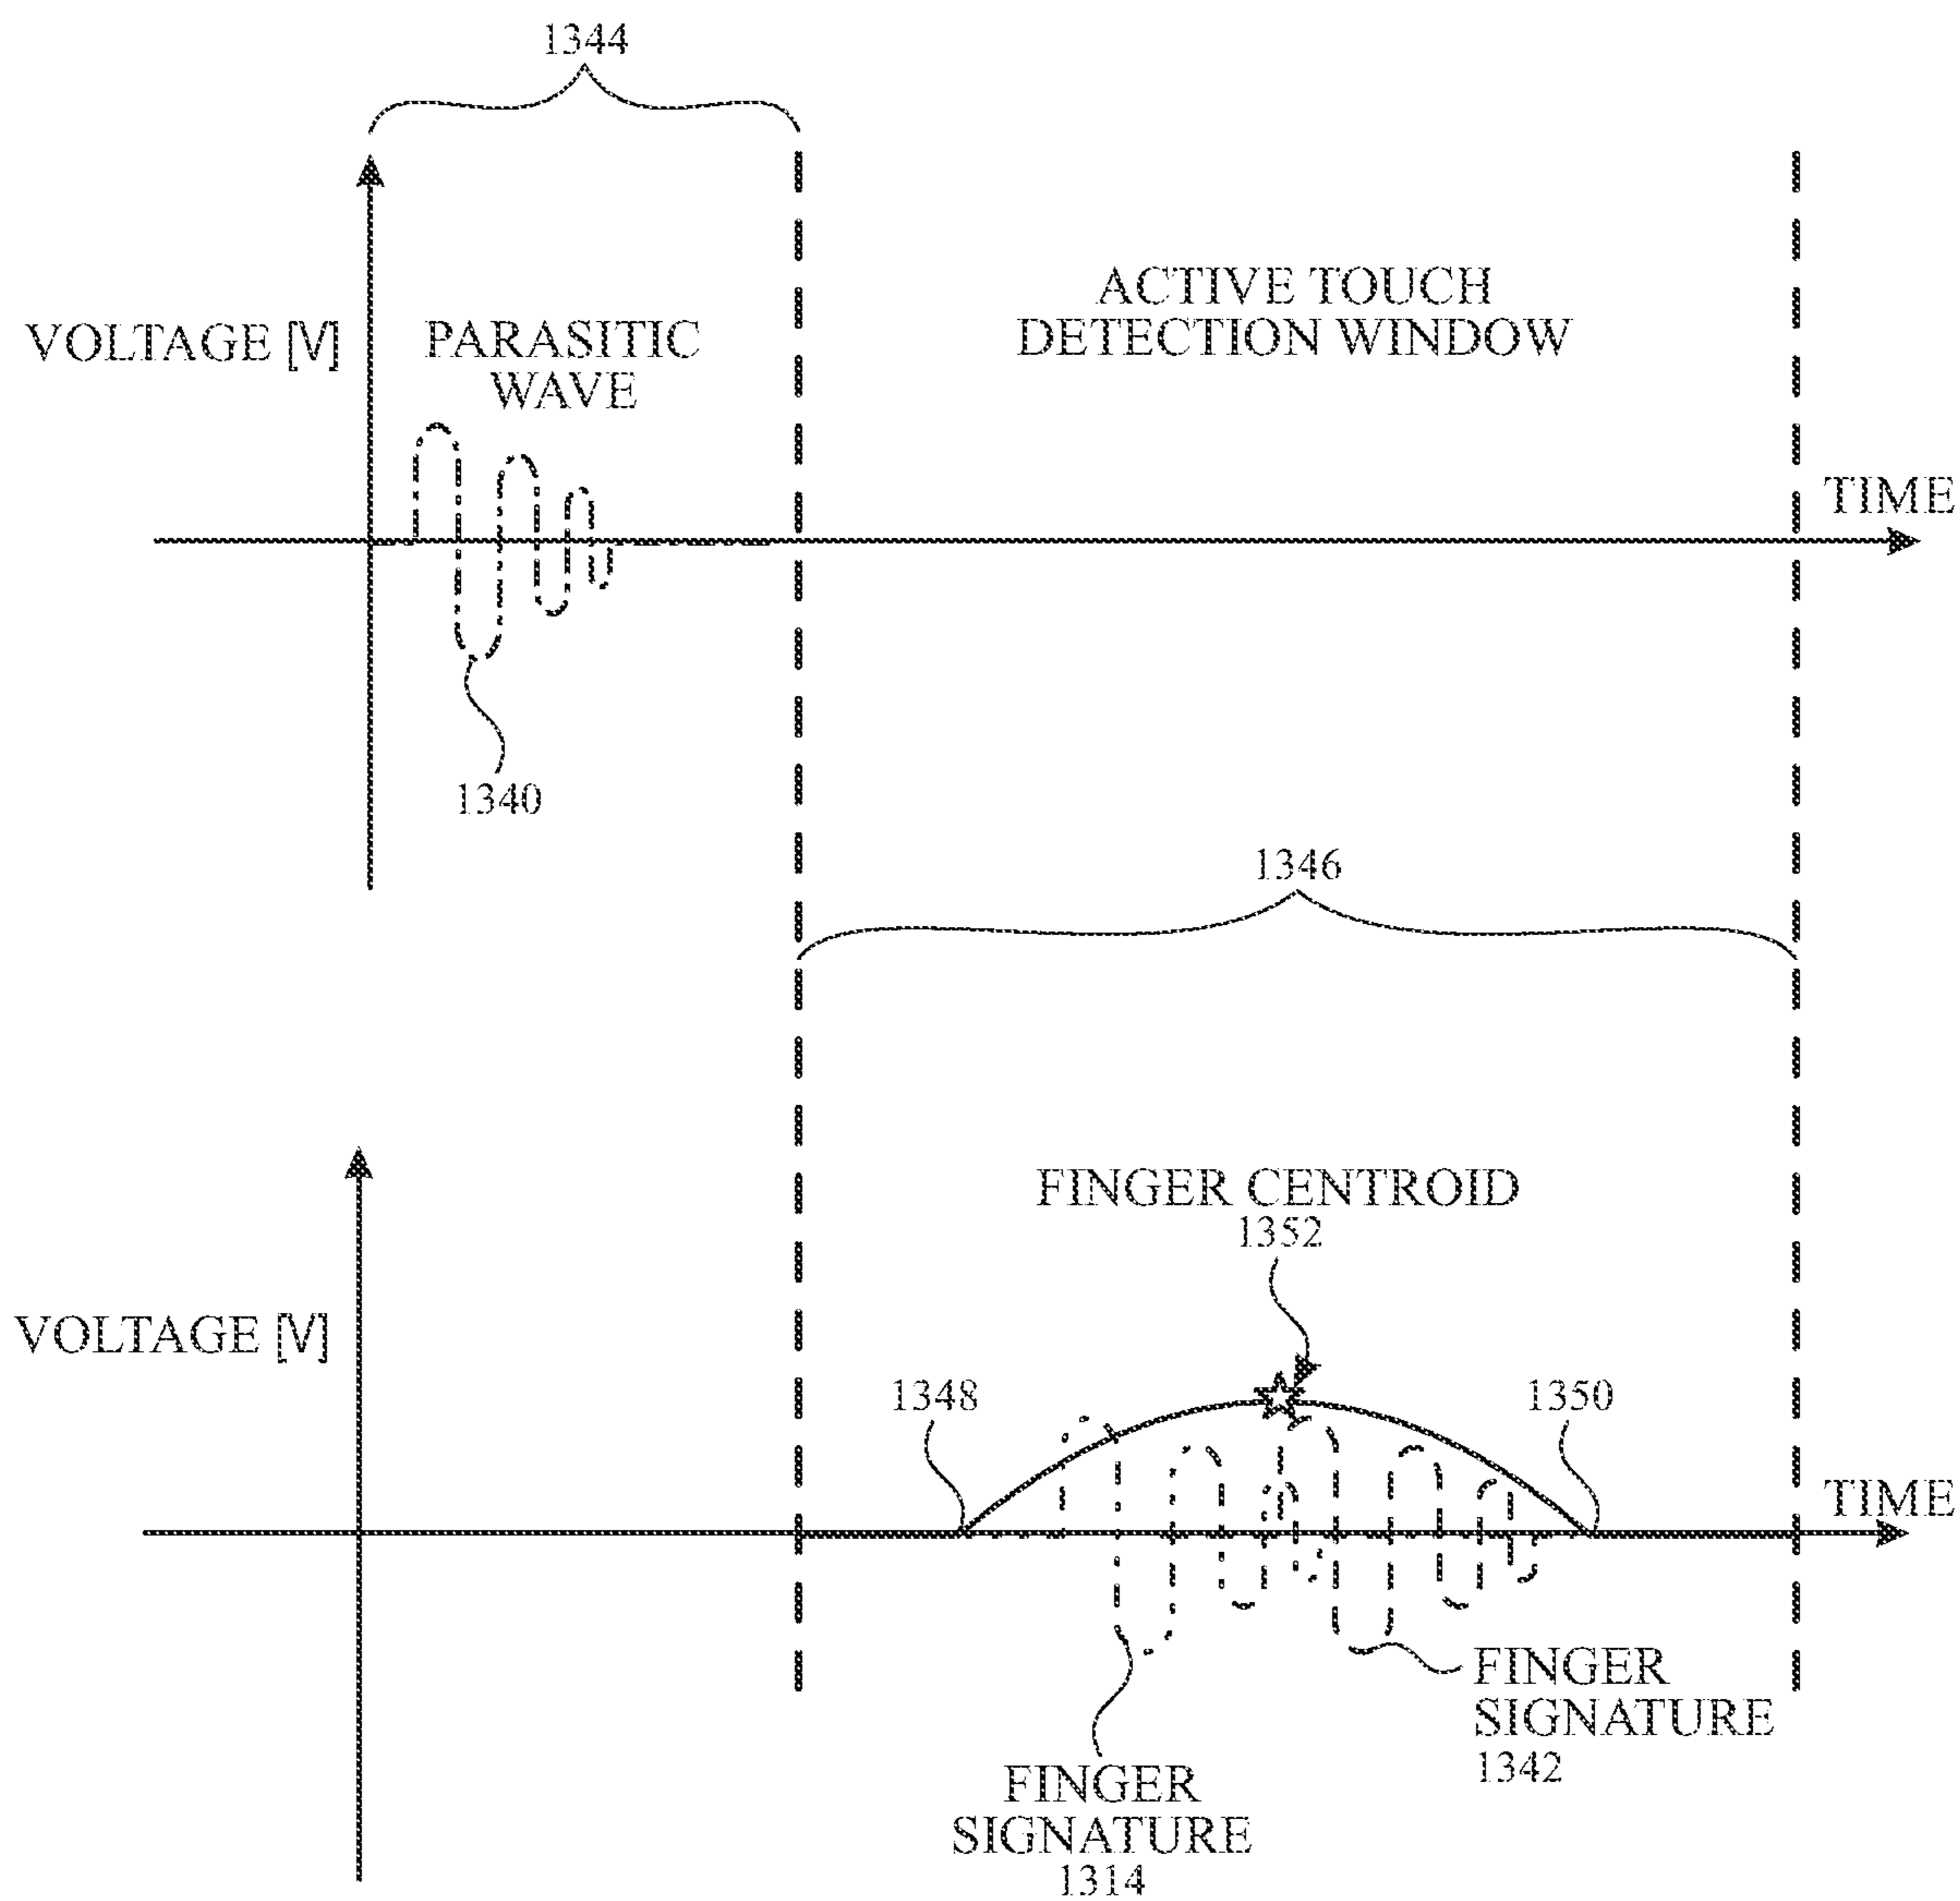 1344
VOLTAGE [V]
PARASITIC
WAVE
ACTIVE TOUCH
DETECTION WINDOW
TIME
1340
1346
FINGER CENTROID
1352
VOLTAGE [V]
1348
1350
TIME
FINGER
SIGNATURE
1342
FINGER
SIGNATURE
1314